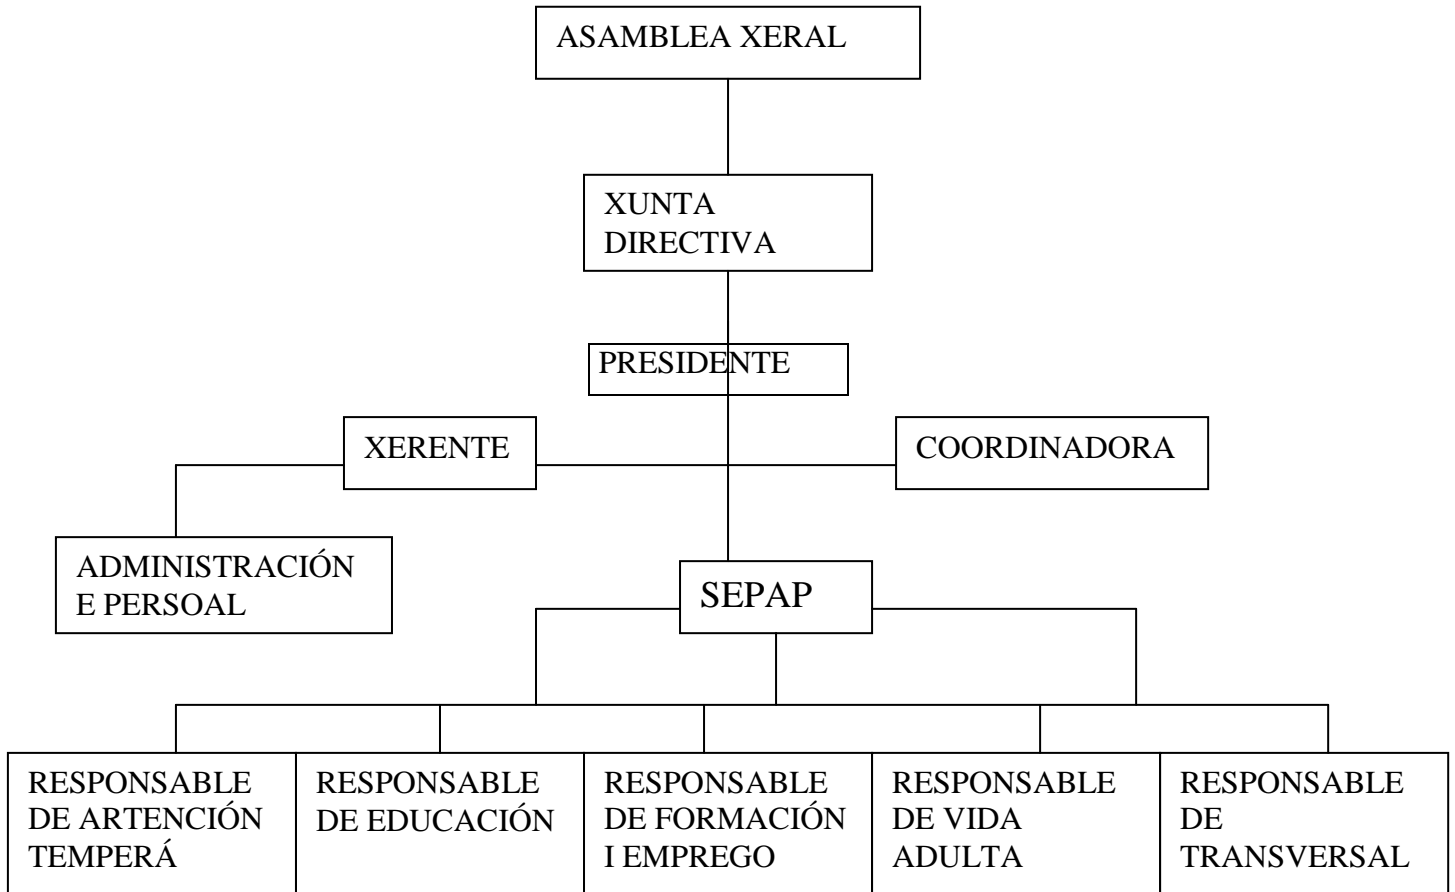 ASAMBLEA XERAL
XUNTA
DIRECTIVA
PRESIDENTE
XERENTE
COORDINADORA
ADMINISTRACIÓN
E PERSOAL
SEPAP
RESPONSABLE
DE ARTENCIÓN
TEMPERÁ
RESPONSABLE
DE EDUCACIÓN
RESPONSABLE
DE FORMACIÓN
I EMPREGO
RESPONSABLE
DE VIDA
ADULTA
RESPONSABLE
DE
TRANSVERSAL